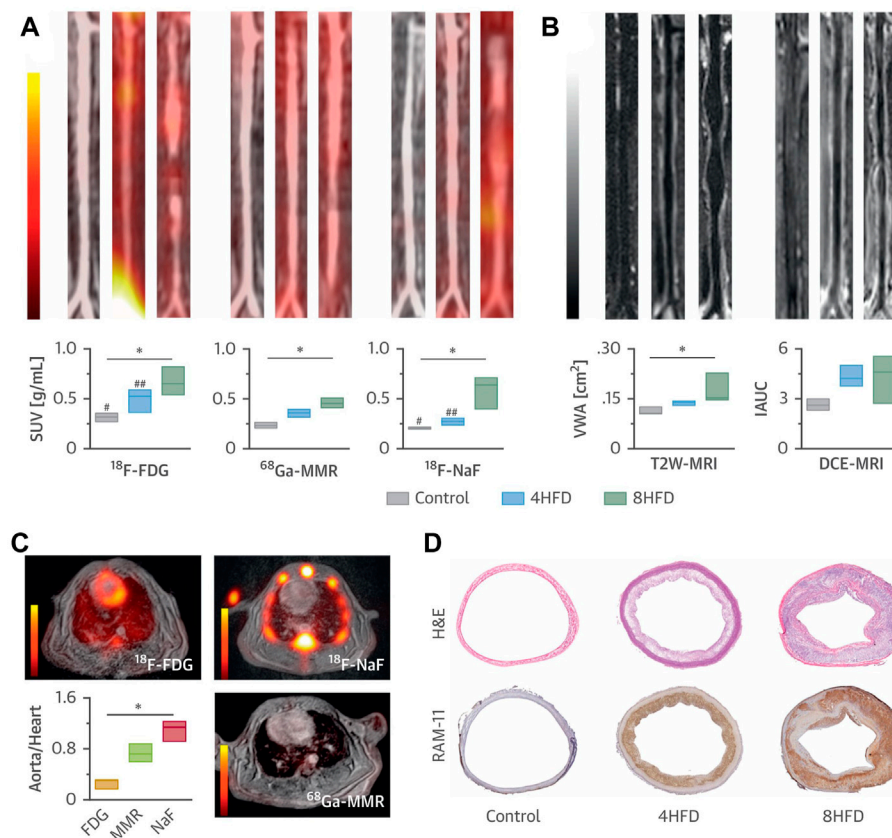 A
B
1.0
0.5
0
SUV [g/mL]
*
#
##
18F-FDG
1.0
0.5
0
*
68Ga-MMR
1.0
0.5
0
*
#
##
18F-NaF
.30
.15
0
VWA [cm2]
*
T2W-MRI
6
3
0
IAUC
DCE-MRI
Control
4HFD
8HFD
C
D
18F-FDG
18F-NaF
H&E
1.6
0.8
0
Aorta/Heart
*
FDG
MMR
NaF
68Ga-MMR
RAM-11
Control
4HFD
8HFD